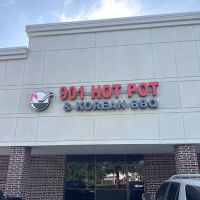 901 HOT POT
& KOREAN BBQ